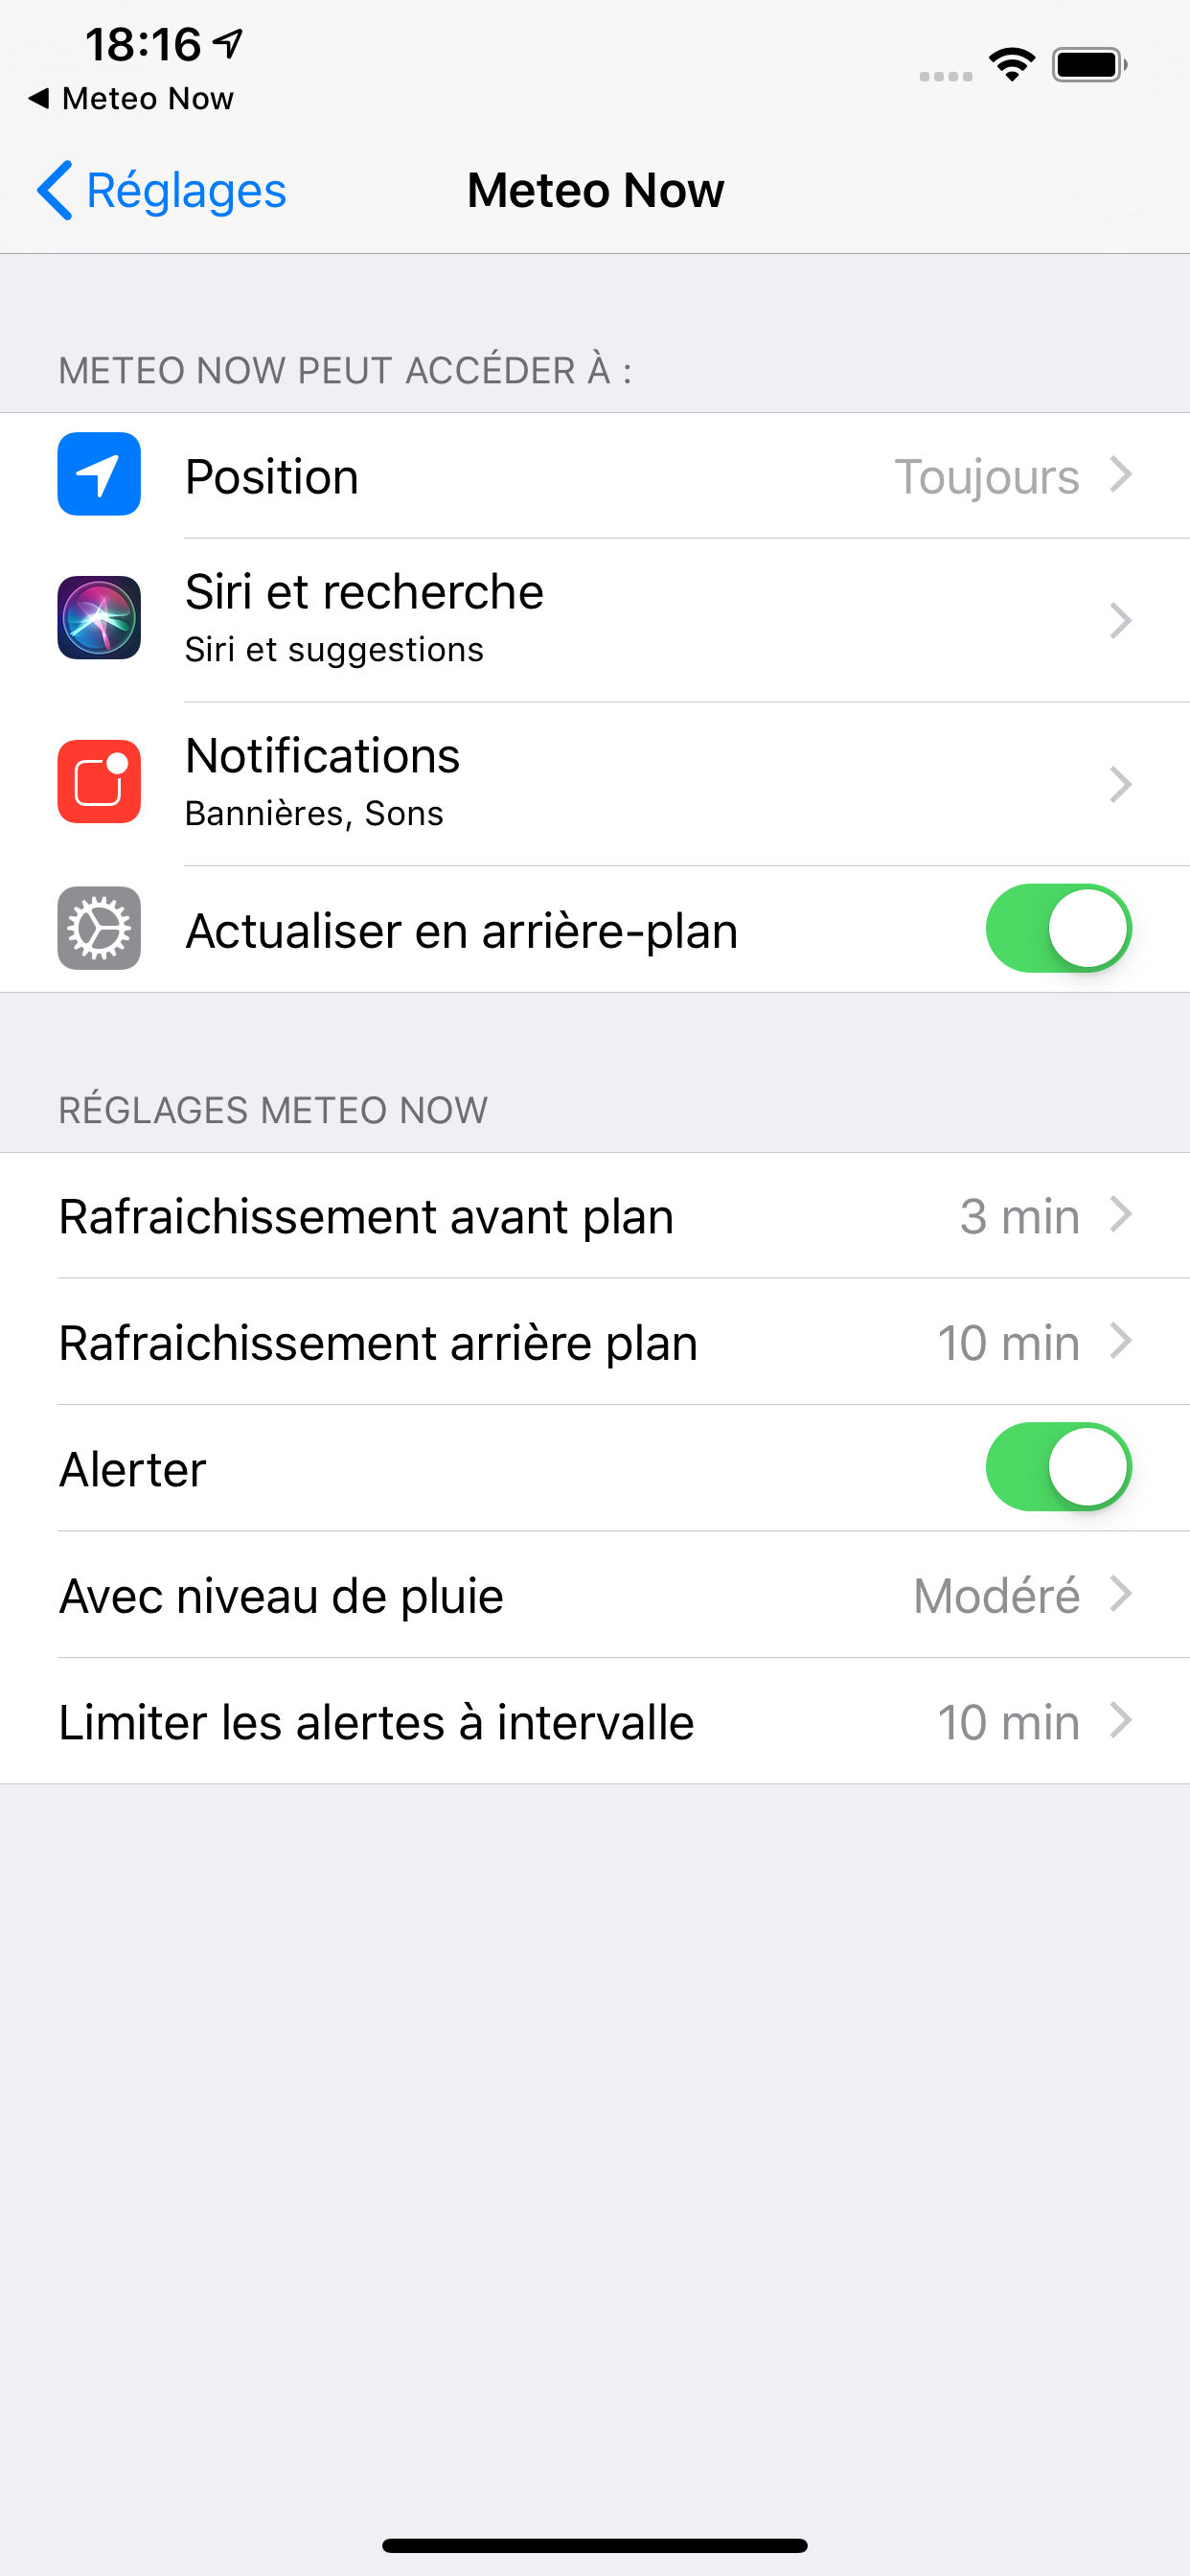 18:16
◀ Meteo Now
Réglages
Meteo Now
METEO NOW PEUT ACCÉDER À :
Position
Toujours
Siri et recherche
Siri et suggestions
Notifications
Bannières, Sons
Actualiser en arrière-plan
RÉGLAGES METEO NOW
Rafraichissement avant plan
3 min
Rafraichissement arrière plan
10 min
Alerter
Avec niveau de pluie
Modéré
Limiter les alertes à intervalle
10 min